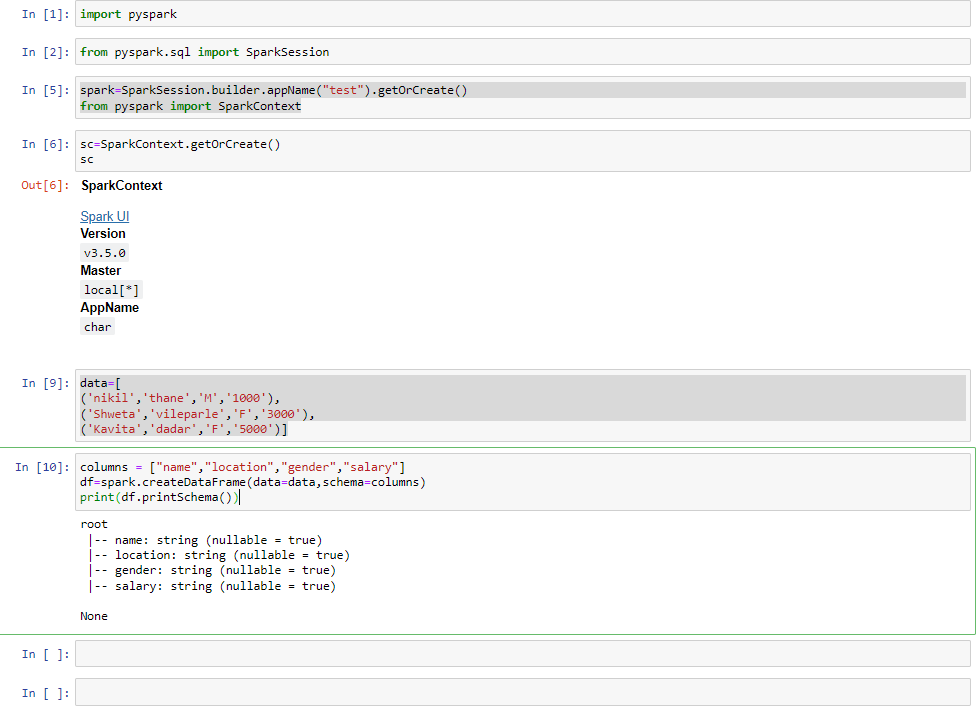 In [1]: import pyspark
In [2]: from pyspark.sql import SparkSession
In [5]: spark=SparkSession.builder.appName("test").getOrCreate()
from pyspark import SparkContext
In [6]: sc=SparkContext.getOrCreate()
sc
Out[6]: SparkContext
Spark UI
Version
v3.5.0
Master
local[*]
AppName
char
In [9]: data=[
('nikil','thane','M','1000'),
('Shweta','vileparle','F','3000'),
('Kavita','dadar','F','5000')]
In [10]: columns = ["name","location","gender","salary"]
df=spark.createDataFrame(data=data,schema=columns)
print(df.printSchema())
root
|-- name: string (nullable = true)
|-- location: string (nullable = true)
|-- gender: string (nullable = true)
|-- salary: string (nullable = true)
None
In [ ]:
In [ ]: